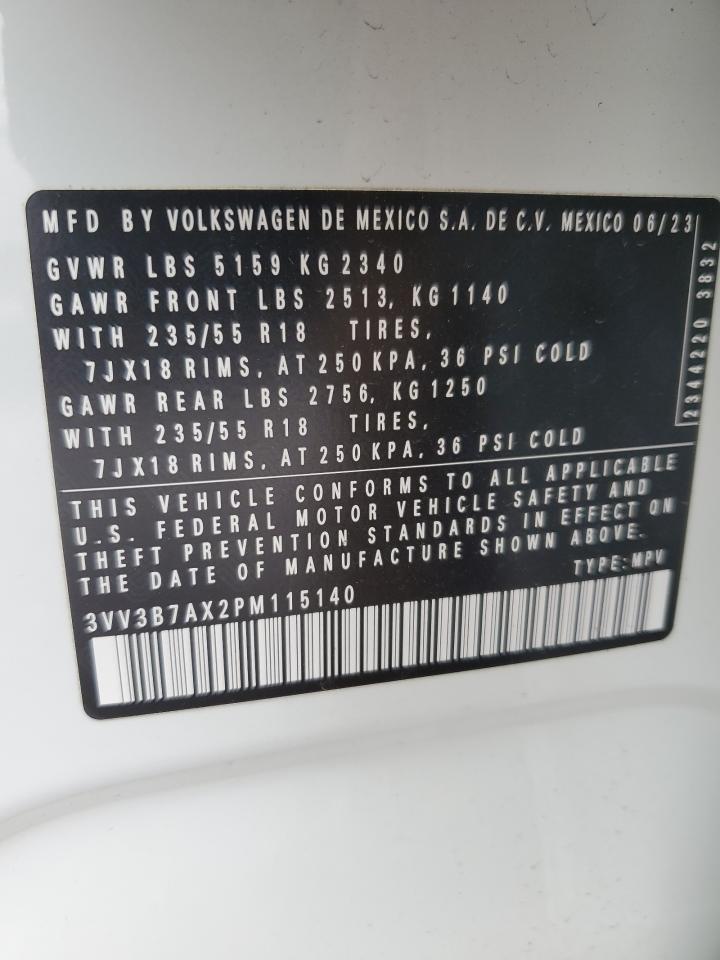 MFD BY VOLKSWAGEN DE MEXICO S.A. DE C.V. MEXICO 06/23
GVWR LBS 5159 KG 2340
GAWR FRONT LBS 2513, KG 1140
WITH 235/55 R18 TIRES,
7JX18 RIMS, AT 250 KPA, 36 PSI COLD
GAWR REAR LBS 2756, KG 1250
WITH 235/55 R18 TIRES,
7JX18 RIMS, AT 250 KPA, 36 PSI COLD
2344220 3832
THIS VEHICLE CONFORMS TO ALL APPLICABLE
U.S. FEDERAL MOTOR VEHICLE SAFETY AND
THEFT PREVENTION STANDARDS IN EFFECT ON
THE DATE OF MANUFACTURE SHOWN ABOVE.
TYPE:MPV
3VV3B7AX2PM115140